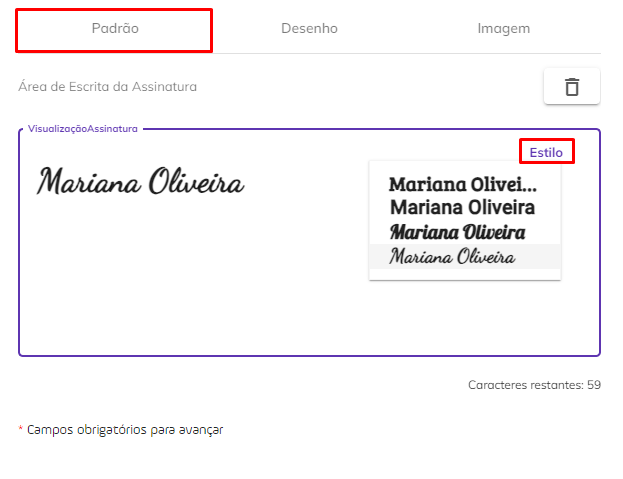 Padrão Desenho Imagem
Área de Escrita da Assinatura
VisualizaçãoAssinatura
Estilo
Mariana Oliveira
Mariana Olivei...
Mariana Oliveira
Mariana Oliveira
Mariana Oliveira
Caracteres restantes: 59
* Campos obrigatórios para avançar